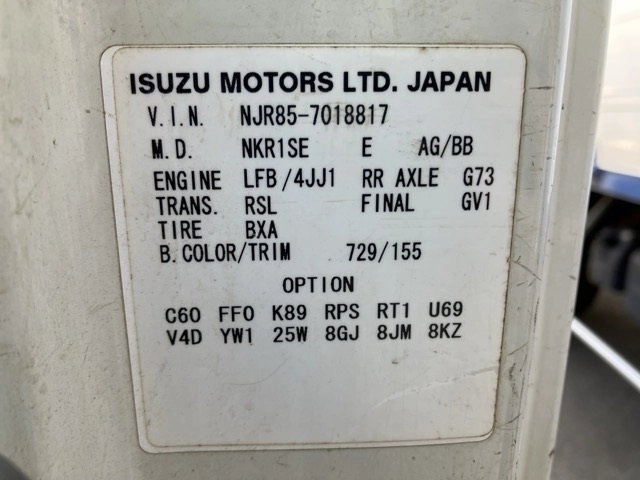 ISUZU MOTORS LTD. JAPAN
V.I.N. NJR85-7018817
M.D. NKR1SE E AG/BB
ENGINE LFB/4JJ1 RR AXLE G73
TRANS. RSL FINAL GV1
TIRE BXA
B.COLOR/TRIM 729/155
OPTION
C60 FF0 K89 RPS RT1 U69
V4D YW1 25W 8GJ 8JM 8KZ